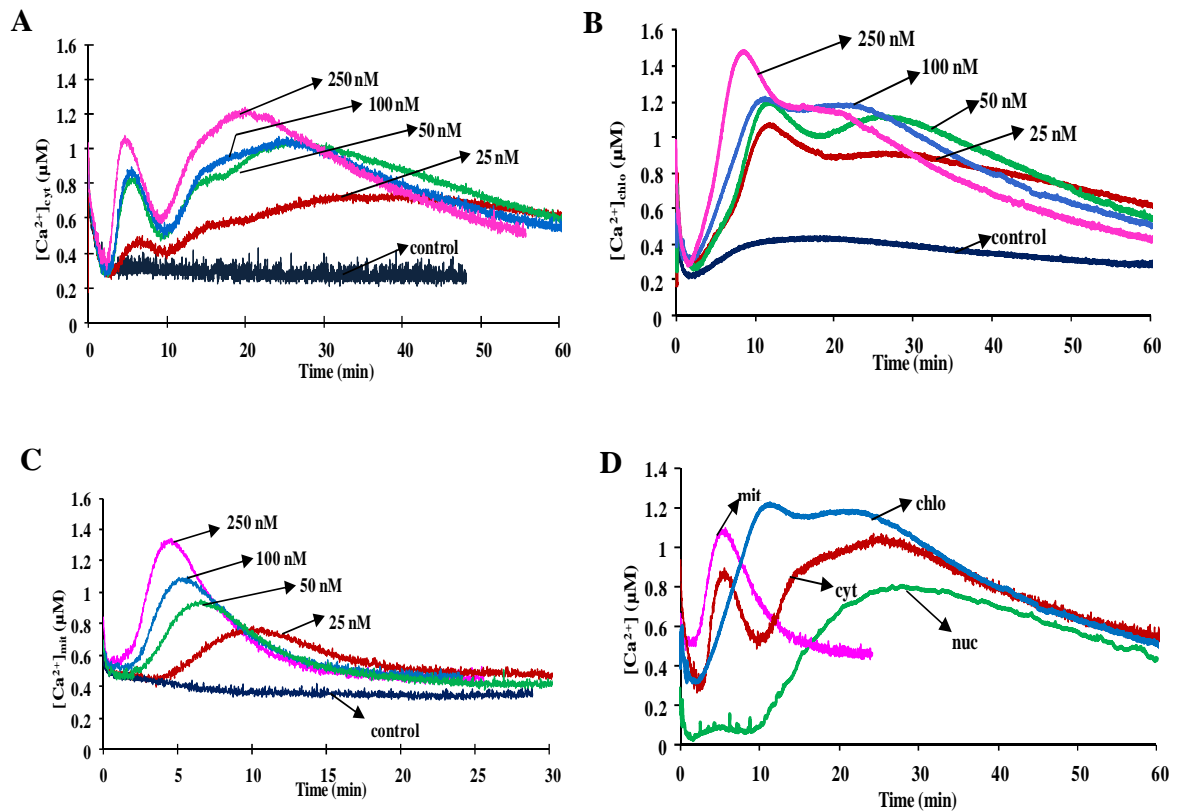 A
1.6
1.4
1.2
1
0.8
0.6
0.4
0.2
0
[Ca²⁺]cyt (µM)
250 nM
100 nM
50 nM
25 nM
control
0 10 20 30 40 50 60
Time (min)
B
1.6
1.4
1.2
1.0
0.8
0.6
0.4
0.2
0
[Ca²⁺]chlo (µM)
250 nM
100 nM
50 nM
25 nM
control
0 10 20 30 40 50 60
Time (min)
C
1.6
1.4
1.2
1
0.8
0.6
0.4
0.2
0
[Ca²⁺]mit (µM)
250 nM
100 nM
50 nM
25 nM
control
0 5 10 15 20 25 30
Time (min)
D
1.4
1.2
1.0
0.8
0.6
0.4
0.2
0
[Ca²⁺] (µM)
mit
chlo
cyt
nuc
0 10 20 30 40 50 60
Time (min)